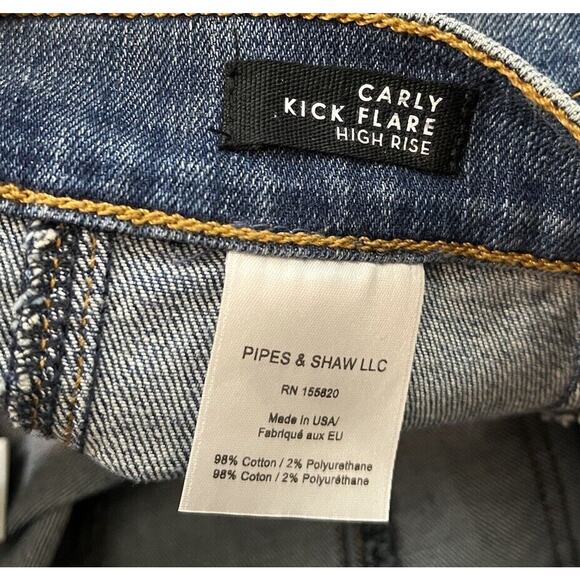 CARLY
KICK FLARE
HIGH RISE
PIPES & SHAW LLC
RN 155820
Made in USA/
Fabriqué aux EU
98% Cotton / 2% Polyurethane
98% Cotton / 2% Polyuréthane